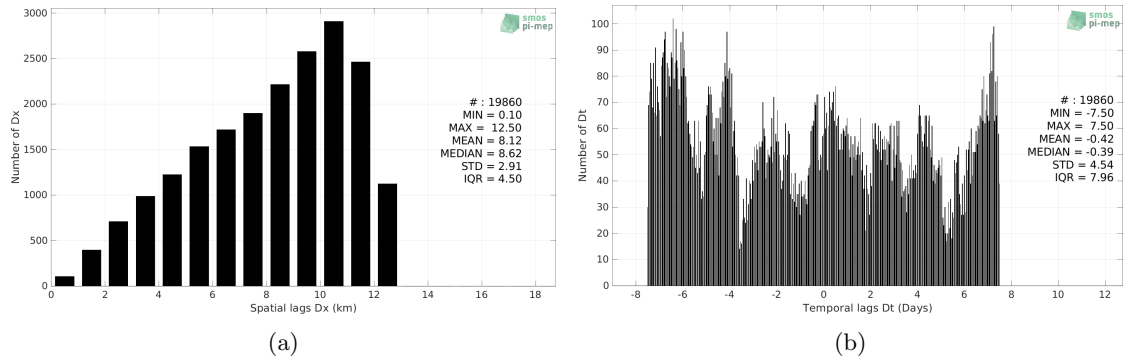 smos
pi-mep
3000
2500
2000
1500
1000
500
0
Number of Dx
# : 19860
MIN = 0.10
MAX = 12.50
MEAN = 8.12
MEDIAN = 8.62
STD = 2.91
IQR = 4.50
0 2 4 6 8 10 12 14 16 18
Spatial lags Dx (km)
(a)
smos
pi-mep
100
90
80
70
60
50
40
30
20
10
0
Number of Dt
# : 19860
MIN = -7.50
MAX = 7.50
MEAN = -0.42
MEDIAN = -0.39
STD = 4.54
IQR = 7.96
-8 -6 -4 -2 0 2 4 6 8 10 12
Temporal lags Dt (Days)
(b)